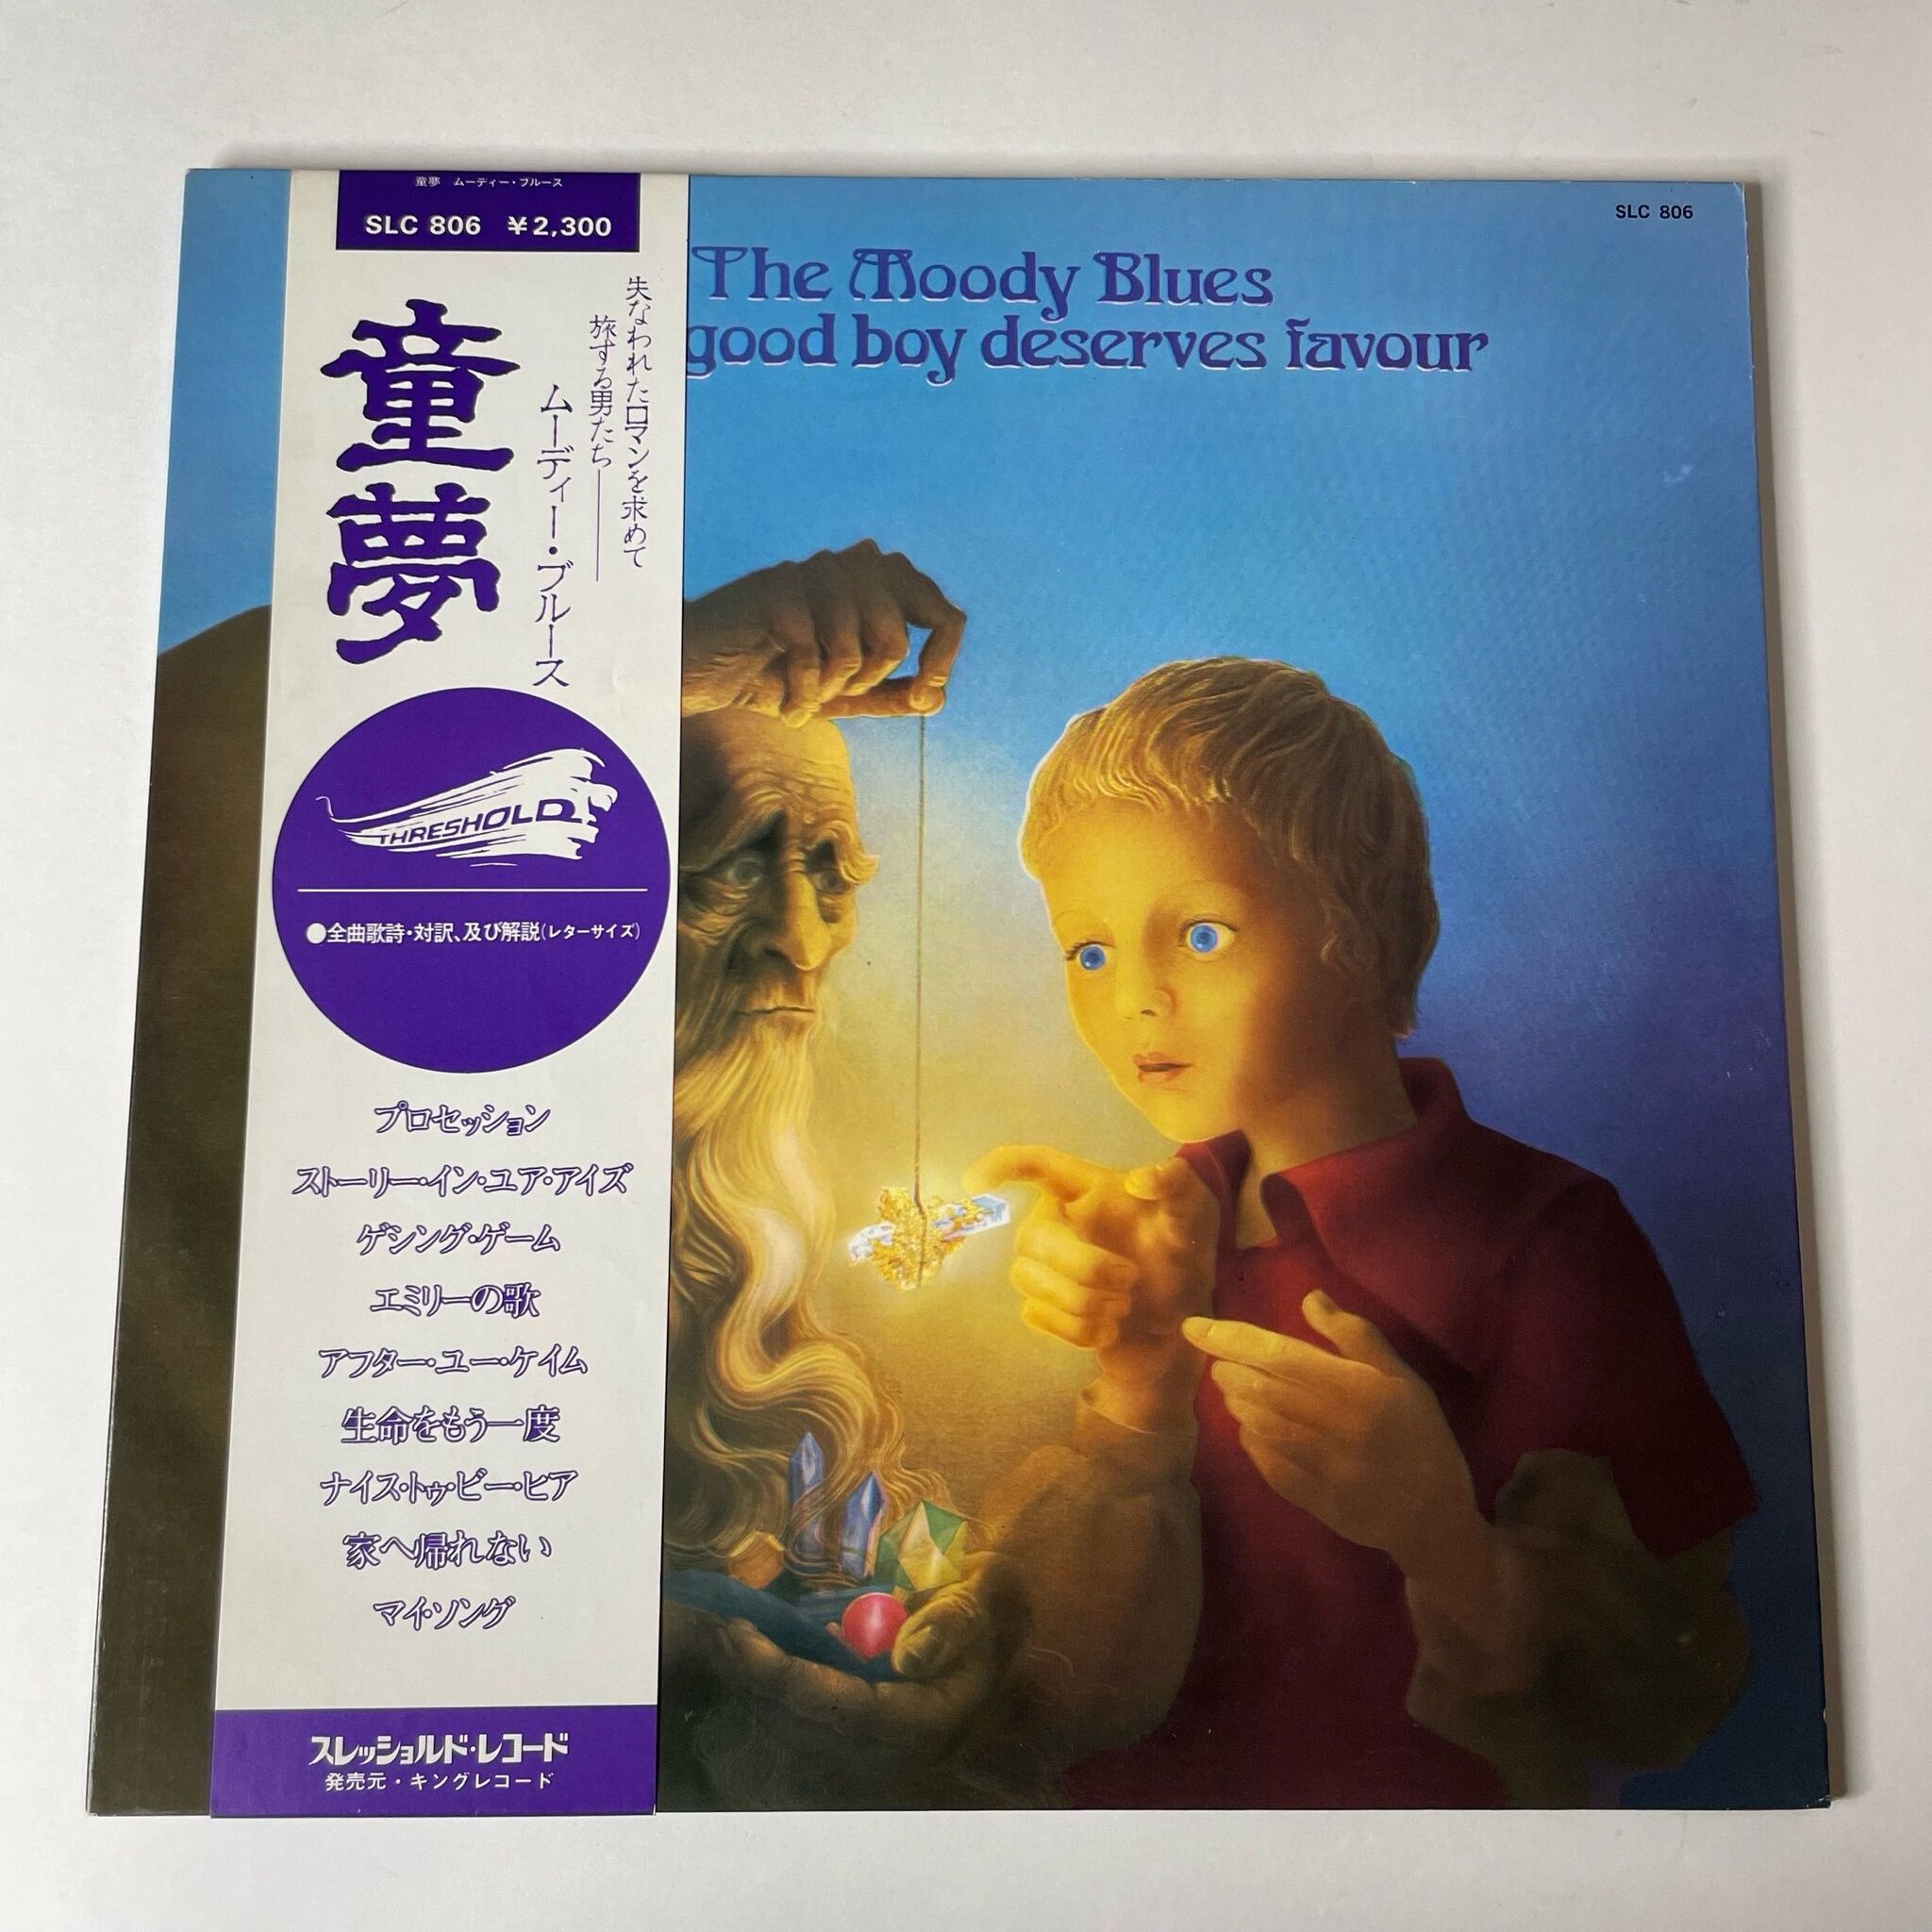 童夢 ムーディー・ブルース
SLC 806 ¥2,300
失なわれたロマンを求めて
旅する男たち——
ムーディー・ブルース
童夢
THRESHOLD
●全曲歌詩・対訳、及び解説(レターサイズ)
プロセッション
ストーリー・イン・ユア・アイズ
ゲシング・ゲーム
エミリーの歌
アフター・ユー・ケイム
生命をもう一度
ナイス・トゥ・ビー・ヒア
家へ帰れない
マイ・ソング
スレッショルド・レコード
発売元・キングレコード
SLC 806
The Moody Blues
good boy deserves favour